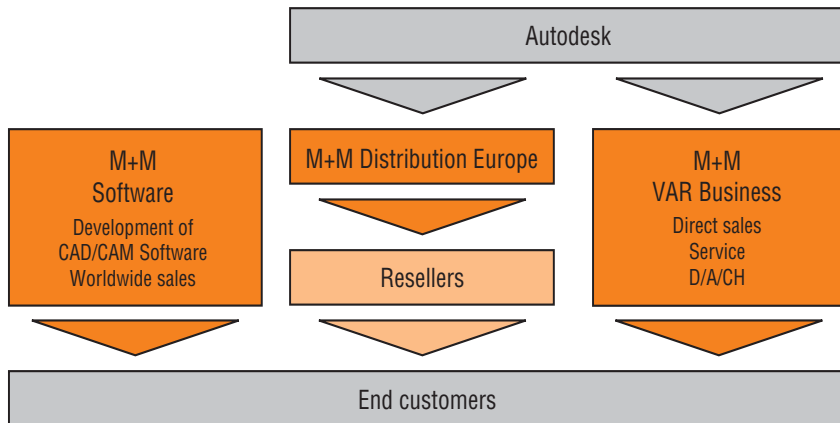 Autodesk
M+M
Software
Development of
CAD/CAM Software
Worldwide sales
M+M Distribution Europe
Resellers
M+M
VAR Business
Direct sales
Service
D/A/CH
End customers